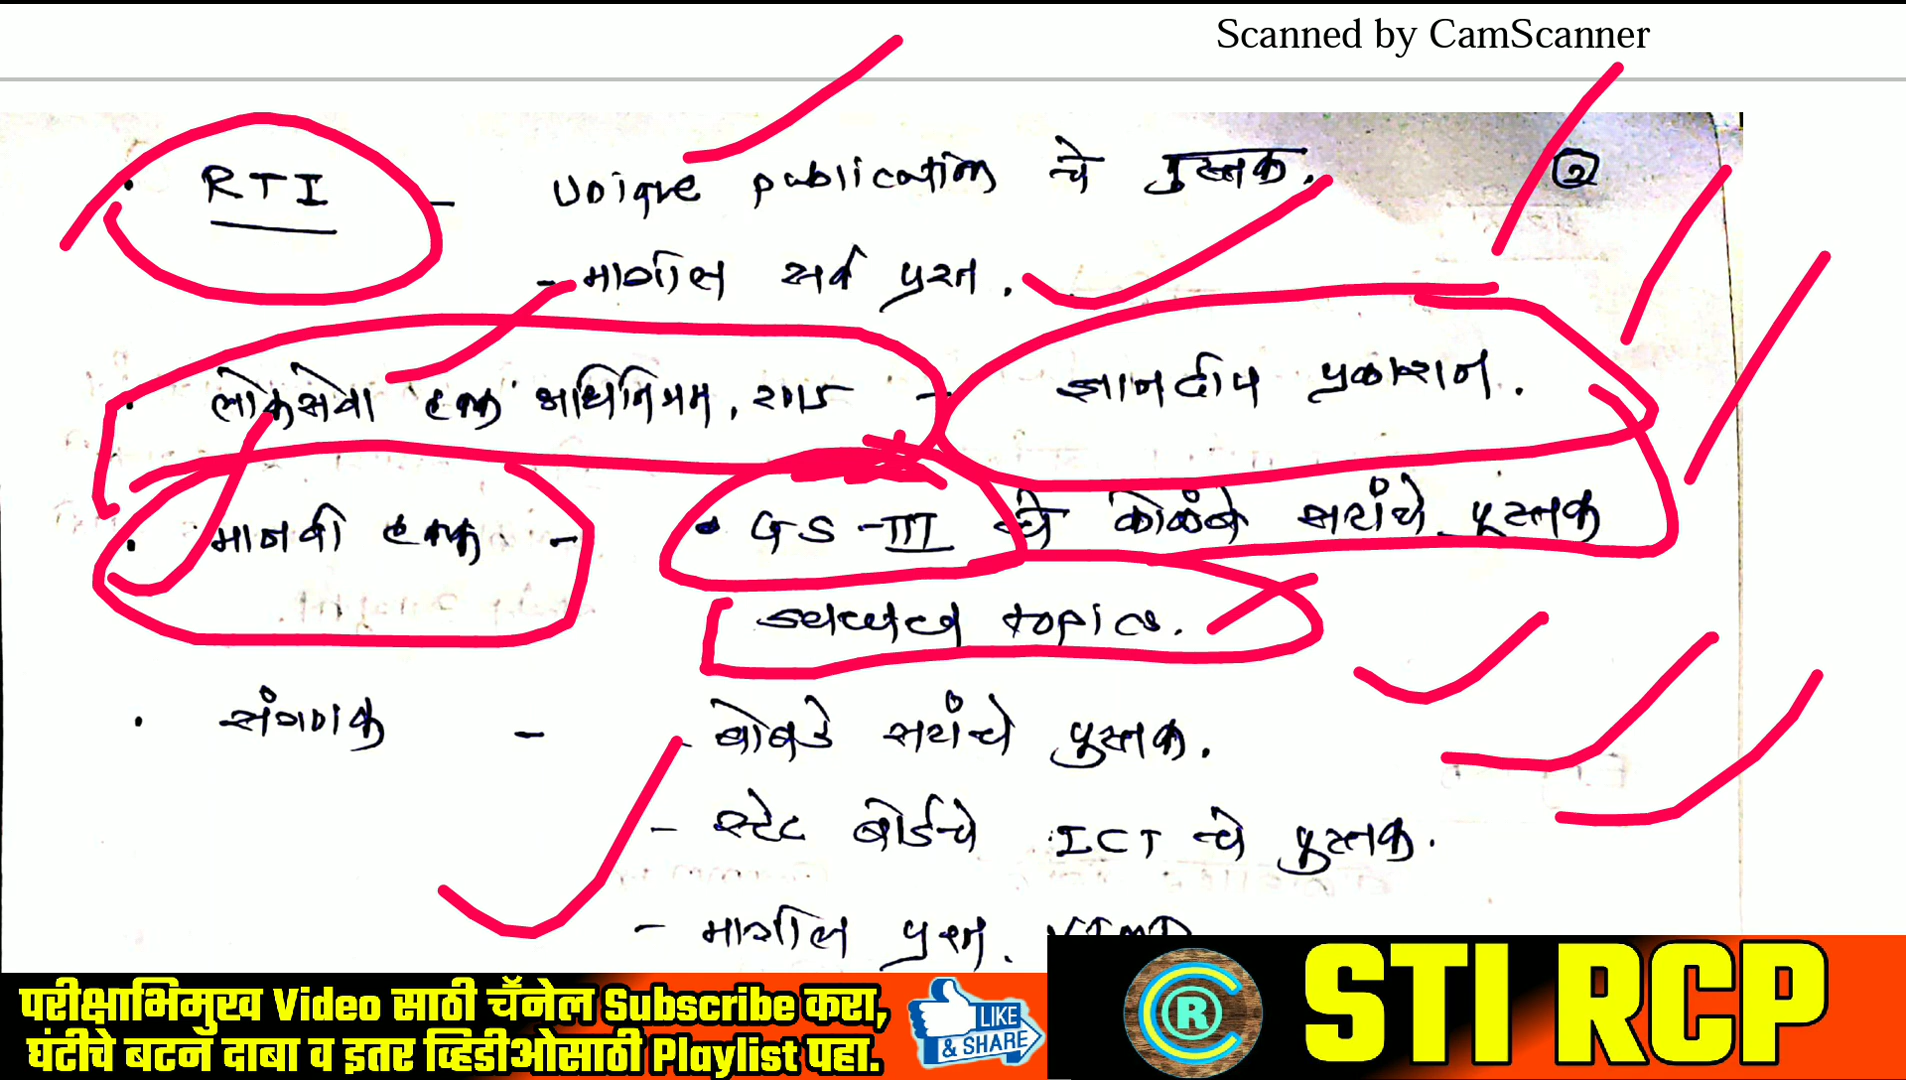 Scanned by CamScanner
• RTI - Unique publication चे पुस्तक. २
- मागील सर्व प्रश्न.
• लोकसेवा हक्क अधिनियम, २०१५ - ज्ञानदीप प्रकाशन.
• मानवी हक्क - • GS-III चे कोळंबे सरांचे पुस्तक
selected topics.
• संगणक - बोबडे सरांचे पुस्तक.
- स्टेट बोर्डचे ICT चे पुस्तक.
- मागील प्रश्न.
परीक्षाभिमुख Video साठी चॅनेल Subscribe करा,
घंटीचे बटन दाबा व इतर व्हिडीओसाठी Playlist पहा.
LIKE
& SHARE
C R
STI RCP